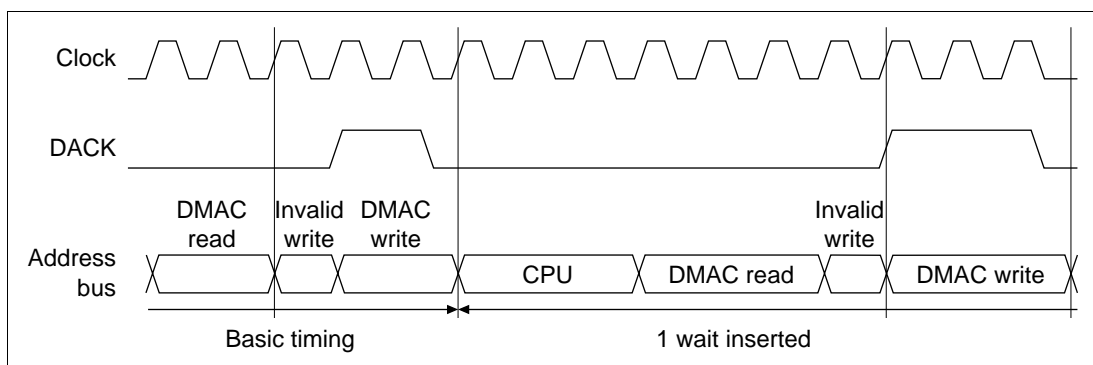 Clock
DACK
DMAC
read
Invalid
write
DMAC
write
Invalid
write
Address
bus
CPU
DMAC read
DMAC write
Basic timing
1 wait inserted